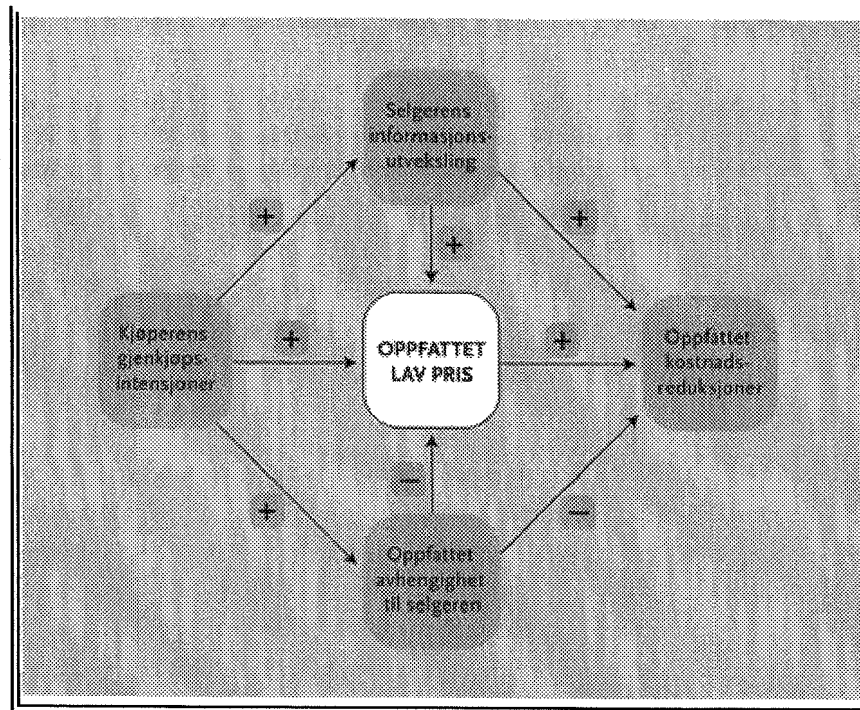 Selgerens
informasjons-
utveksling
+
+
+
Kjøperens
gjenkjøps-
intensjoner
+
OPPFATTET
LAV PRIS
+
Oppfattet
kostnads-
reduksjoner
+
−
−
Oppfattet
avhengighet
til selgeren